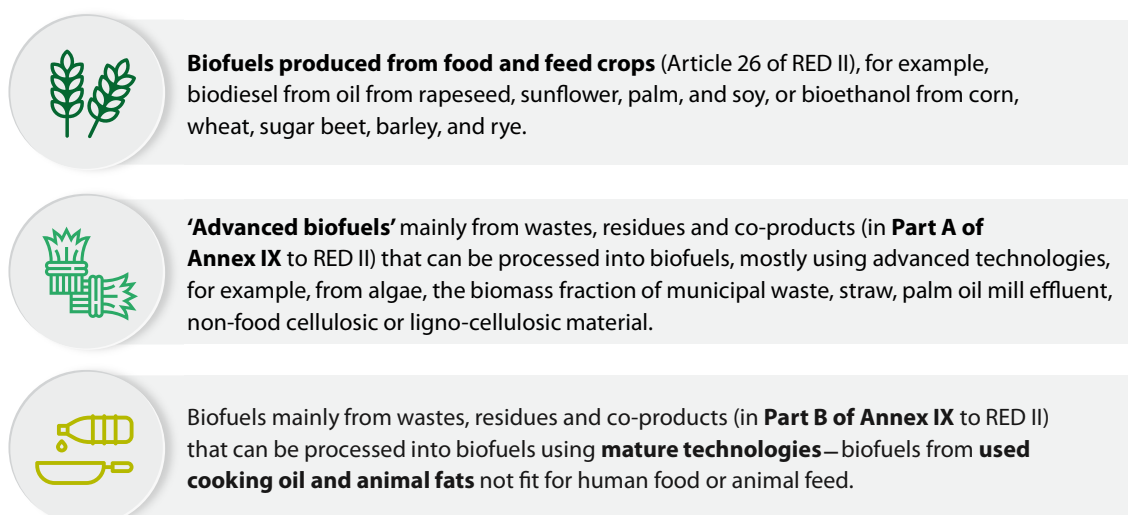 Biofuels produced from food and feed crops (Article 26 of RED II), for example,
biodiesel from oil from rapeseed, sunflower, palm, and soy, or bioethanol from corn,
wheat, sugar beet, barley, and rye.
'Advanced biofuels' mainly from wastes, residues and co-products (in Part A of
Annex IX to RED II) that can be processed into biofuels, mostly using advanced technologies,
for example, from algae, the biomass fraction of municipal waste, straw, palm oil mill effluent,
non-food cellulosic or ligno-cellulosic material.
Biofuels mainly from wastes, residues and co-products (in Part B of Annex IX to RED II)
that can be processed into biofuels using mature technologies – biofuels from used
cooking oil and animal fats not fit for human food or animal feed.